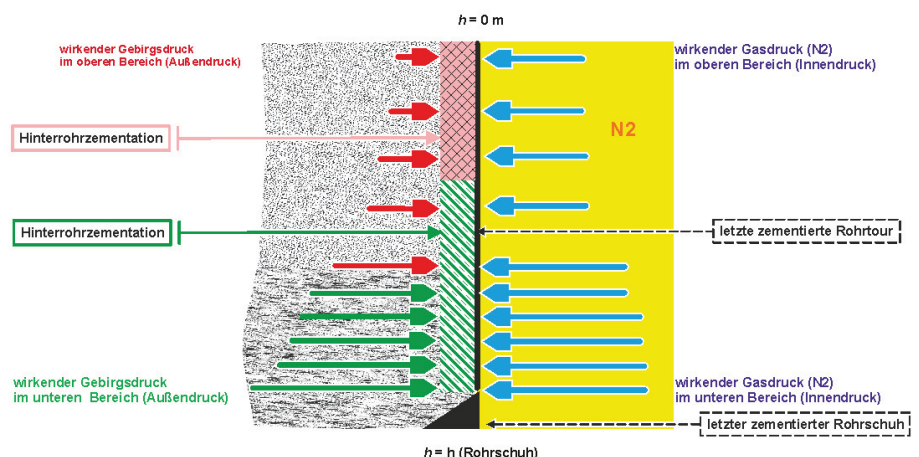 h = 0 m
wirkender Gebirgsdruck
im oberen Bereich (Außendruck)
wirkender Gasdruck (N2)
im oberen Bereich (Innendruck)
N2
Hinterrohrzementation
Hinterrohrzementation
letzte zementierte Rohrtour
wirkender Gebirgsdruck
im unteren Bereich (Außendruck)
wirkender Gasdruck (N2)
im unteren Bereich (Innendruck)
letzter zementierter Rohrschuh
h = h (Rohrschuh)